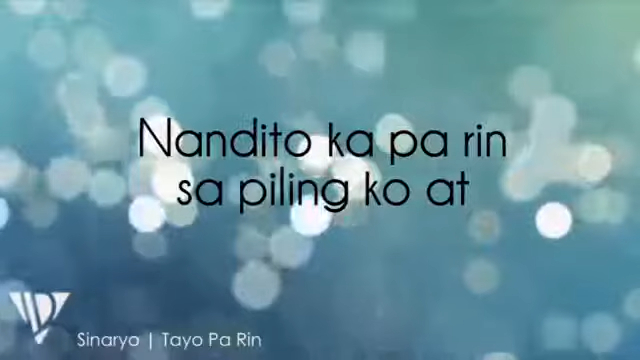 Nandito ka pa rin
sa piling ko at
Sinaryo | Tayo Pa Rin